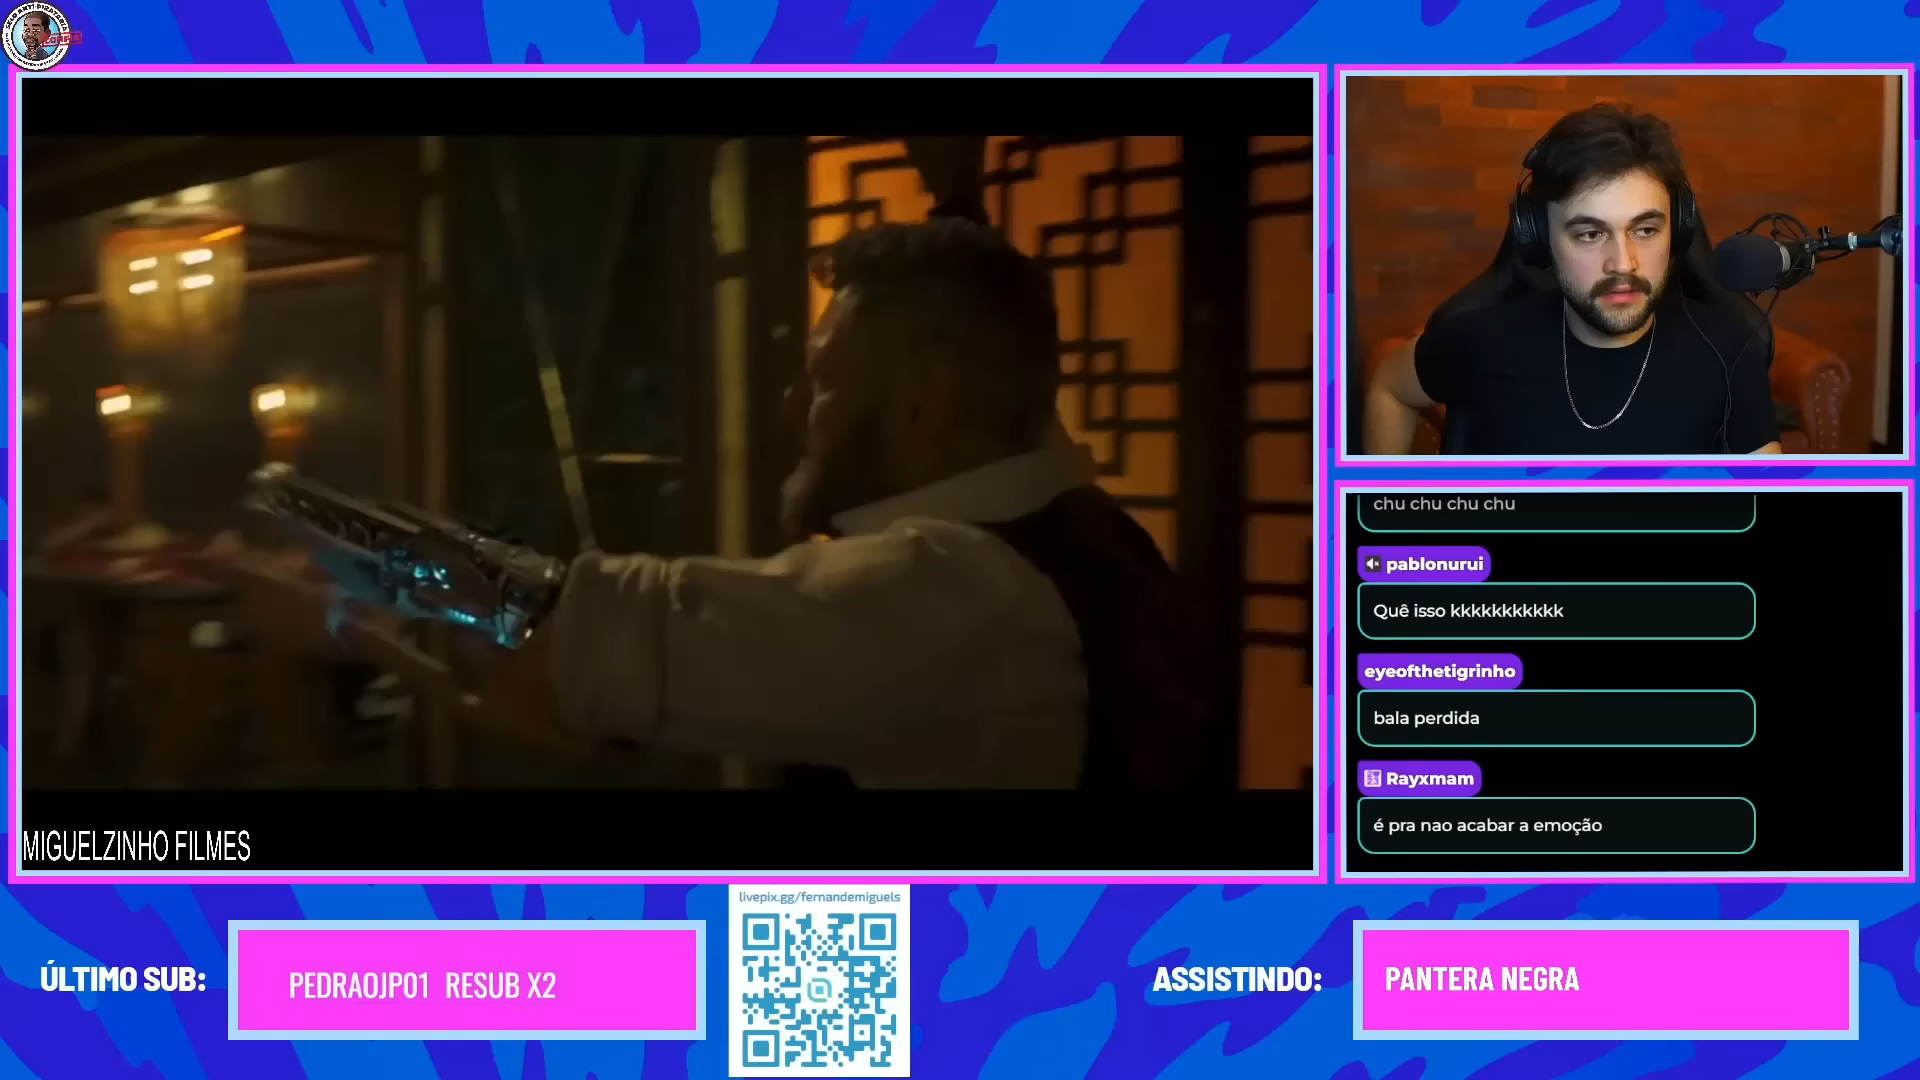 chu chu chu chu
pablonurui
Quê isso kkkkkkkkkkk
eyeofthetigrinho
bala perdida
Rayxmam
é pra nao acabar a emoção
MIGUELZINHO FILMES
livepix.gg/fernandemiguels
ÚLTIMO SUB:
PEDRAOJP01 RESUB X2
ASSISTINDO:
PANTERA NEGRA